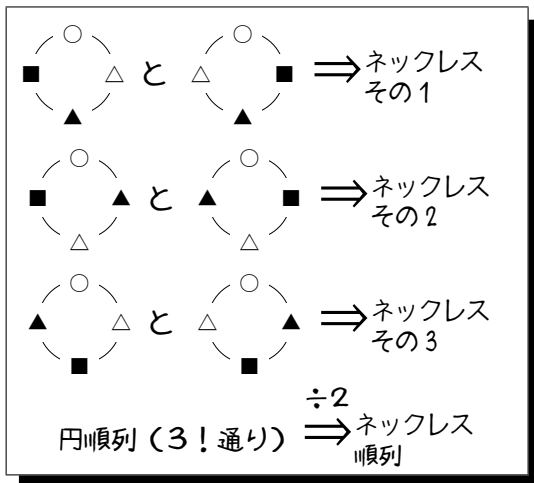 と ⇒ ネックレス
その1
と ⇒ ネックレス
その2
と ⇒ ネックレス
その3
÷2
円順列(3!通り) ⇒ ネックレス
順列